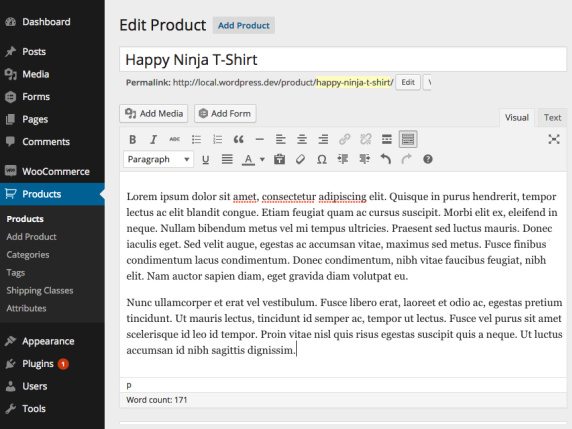 Dashboard
Posts
Media
Forms
Pages
Comments
WooCommerce
Products
Products
Add Product
Categories
Tags
Shipping Classes
Attributes
Appearance
Plugins 1
Users
Tools
Edit Product Add Product
Happy Ninja T-Shirt
Permalink: http://local.wordpress.dev/product/happy-ninja-t-shirt/ Edit
Add Media Add Form
Visual Text
B I ABC
Paragraph U A
Lorem ipsum dolor sit amet, consectetur adipiscing elit. Quisque in purus hendrerit, tempor
lectus ac elit blandit congue. Etiam feugiat quam ac cursus suscipit. Morbi elit ex, eleifend in
neque. Nullam bibendum metus vel mi tempus ultricies. Praesent sed luctus mauris. Donec
iaculis eget. Sed velit augue, egestas ac accumsan vitae, maximus sed metus. Fusce finibus
condimentum lacus condimentum. Donec condimentum, nibh vitae faucibus feugiat, nibh
elit. Nam auctor sapien diam, eget gravida diam volutpat eu.
Nunc ullamcorper et erat vel vestibulum. Fusce libero erat, laoreet et odio ac, egestas pretium
tincidunt. Ut mauris lectus, tincidunt id semper ac, tempor ut lectus. Fusce vel purus sit amet
scelerisque id leo id tempor. Proin vitae nisl quis risus egestas suscipit quis a neque. Ut luctus
accumsan id nibh sagittis dignissim.
p
Word count: 171